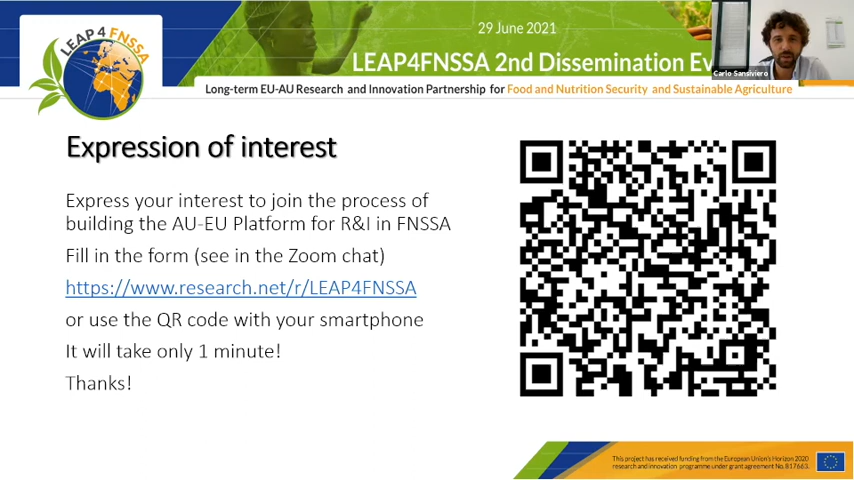 29 June 2021
LEAP 4 FNSSA
LEAP4FNSSA 2nd Dissemination Ev
Carlo Sansiviero
Long-term EU-AU Research and Innovation Partnership for Food and Nutrition Security and Sustainable Agriculture
Expression of interest
Express your interest to join the process of
building the AU-EU Platform for R&I in FNSSA
Fill in the form (see in the Zoom chat)
https://www.research.net/r/LEAP4FNSSA
or use the QR code with your smartphone
It will take only 1 minute!
Thanks!
This project has received funding from the European Union's Horizon 2020
research and innovation programme under grant agreement No. 817663.